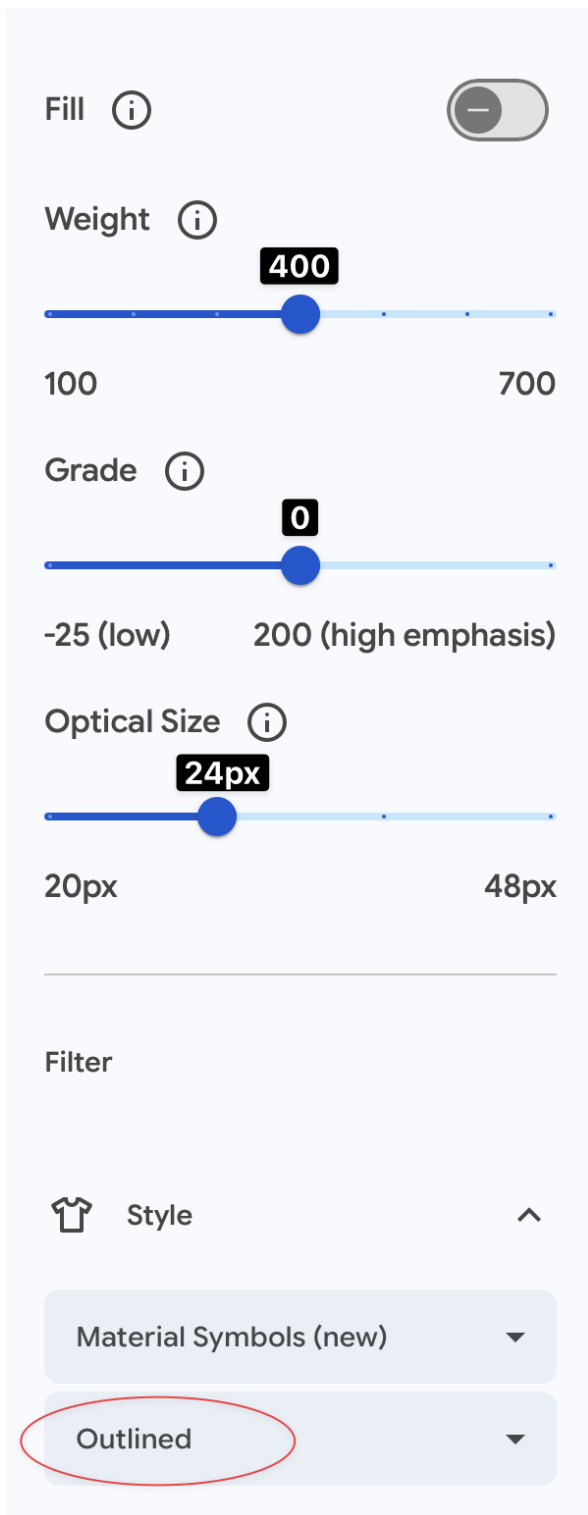 Fill
Weight
400
100 700
Grade
0
-25 (low) 200 (high emphasis)
Optical Size
24px
20px 48px
Filter
Style
Material Symbols (new)
Outlined